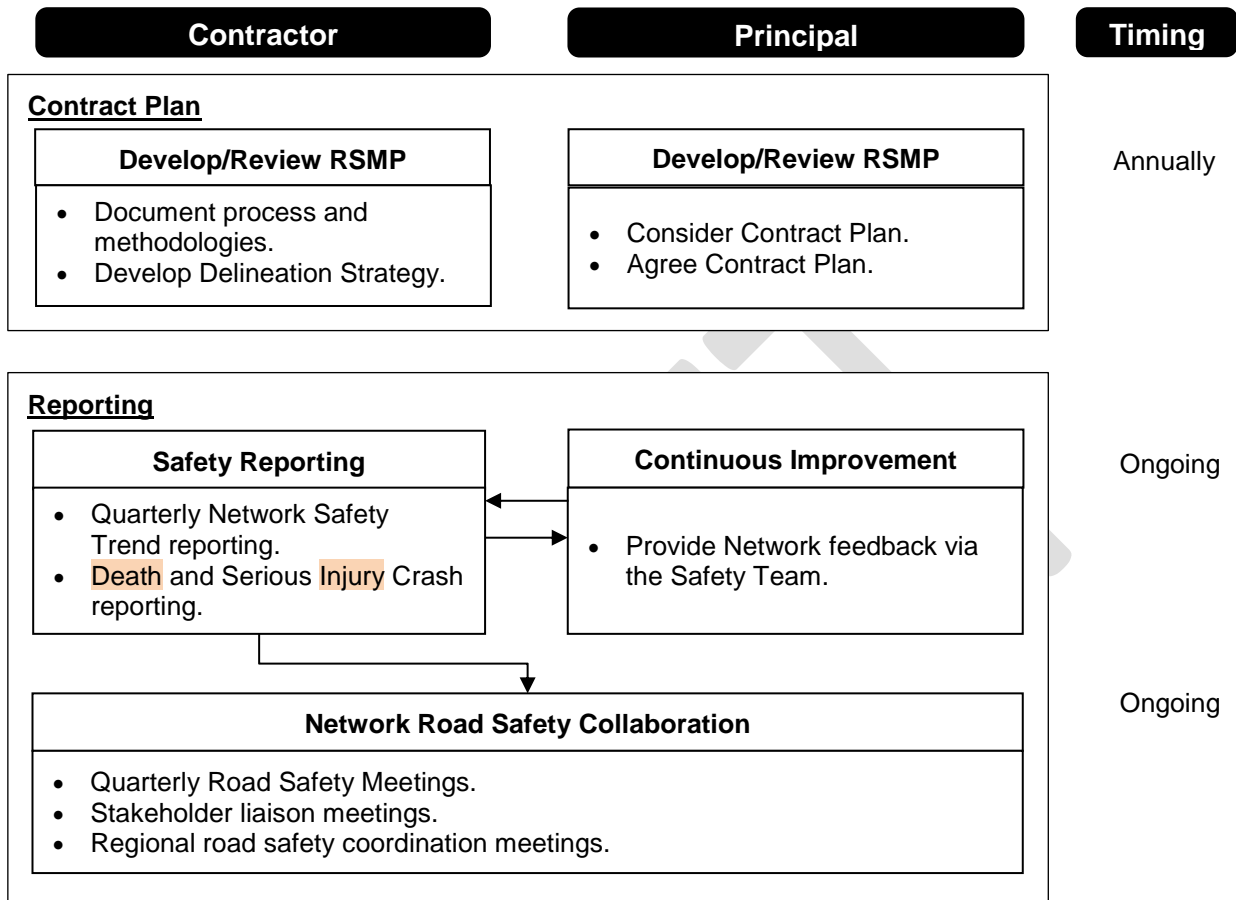 Contractor
Principal
Timing
Contract Plan
Develop/Review RSMP
• Document process and
methodologies.
• Develop Delineation Strategy.
Develop/Review RSMP
• Consider Contract Plan.
• Agree Contract Plan.
Annually
Reporting
Safety Reporting
• Quarterly Network Safety
Trend reporting.
• Death and Serious Injury Crash
reporting.
Continuous Improvement
• Provide Network feedback via
the Safety Team.
Ongoing
Network Road Safety Collaboration
• Quarterly Road Safety Meetings.
• Stakeholder liaison meetings.
• Regional road safety coordination meetings.
Ongoing